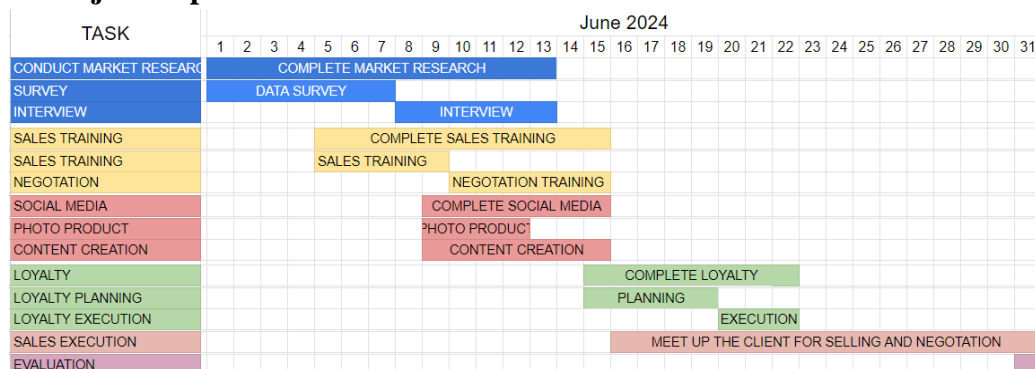 June 2024
TASK
1 2 3 4 5 6 7 8 9 10 11 12 13 14 15 16 17 18 19 20 21 22 23 24 25 26 27 28 29 30 31
CONDUCT MARKET RESEARC COMPLETE MARKET RESEARCH
SURVEY DATA SURVEY
INTERVIEW INTERVIEW
SALES TRAINING COMPLETE SALES TRAINING
SALES TRAINING SALES TRAINING
NEGOTATION NEGOTATION TRAINING
SOCIAL MEDIA COMPLETE SOCIAL MEDIA
PHOTO PRODUCT PHOTO PRODUCT
CONTENT CREATION CONTENT CREATION
LOYALTY COMPLETE LOYALTY
LOYALTY PLANNING PLANNING
LOYALTY EXECUTION EXECUTION
SALES EXECUTION MEET UP THE CLIENT FOR SELLING AND NEGOTATION
EVALUATION